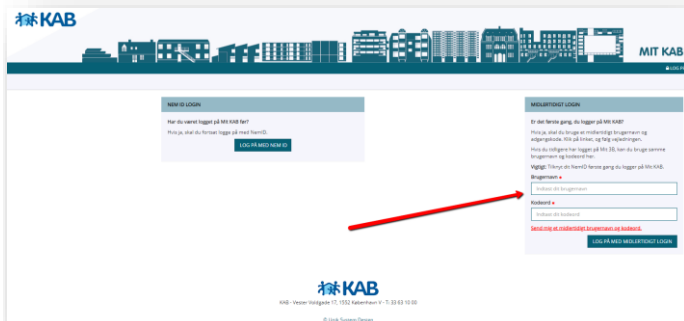 KAB
MIT KAB
LOG PÅ
NEM ID LOGIN
Har du været logget på Mit KAB før?
Hvis ja, skal du fortsat logge på med NemID.
LOG PÅ MED NEM ID
MIDLERTIDIGT LOGIN
Er det første gang, du logger på Mit KAB?
Hvis ja, skal du bruge et midlertidigt brugernavn og
adgangskode. Klik på linket, og følg vejledningen.
Hvis du tidligere har logget på Mit 3B, kan du bruge samme
brugernavn og kodeord her.
Vigtigt: Tilknyt dit NemID første gang du logger på Mit KAB.
Brugernavn
Indtast dit brugernavn
Kodeord
Indtast dit kodeord
Send mig et midlertidigt brugernavn og kodeord.
LOG PÅ MED MIDLERTIDIGT LOGIN
KAB
KAB - Vester Voldgade 17, 1552 København V - T: 33 63 10 00